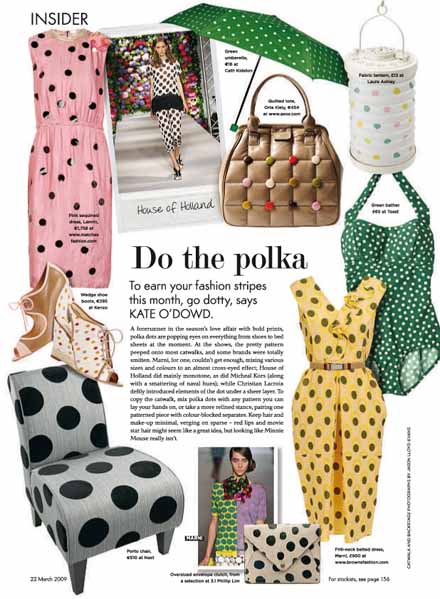 INSIDER
Green
umbrella,
€18 at
Cath Kidston
Fabric lantern, £13 at
Laura Ashley
Quilted tote,
Orla Kiely, €454
at www.asos.com
House of Holland
Green bather
€65 at Toast
Pink sequined
dress, Lanvin,
€1,758 at
www.matches
fashion.com
Do the polka
To earn your fashion stripes
this month, go dotty, says
KATE O'DOWD.
Wedge shoe
boots, €395
at Kenzo
A forerunner in the season's love affair with bold prints,
polka dots are popping eyes on everything from shoes to bed
sheets at the moment. At the shows, the pretty pattern
peeped onto most catwalks, and some brands were totally
smitten. Marni, for one, couldn't get enough, mixing various
sizes and colours to an almost cross-eyed effect; House of
Holland did mainly monotone, as did Micheal Kors (along
with a smattering of naval hues); while Christian Lacroix
deftly introduced elements of the dot under a sheer layer. To
copy the catwalk, mix polka dots with any pattern you can
lay your hands on, or take a more refined stance, pairing one
patterned piece with colour-blocked separates. Keep hair and
make-up minimal, verging on sparse – red lips and movie
star hair might seem like a great idea, but looking like Minnie
Mouse really isn't.
CATWALK AND BACKSTAGE PHOTOGRAPHS BY JASON LLOYD-EVANS
MARNI
Porto chair,
€510 at Next
Oversized envelope clutch, from
a selection at 3.1 Phillip Lim
Frill-neck belted dress,
Marni, £900 at
www.brownsfashion.com
22 March 2009
For stockists, see page 156